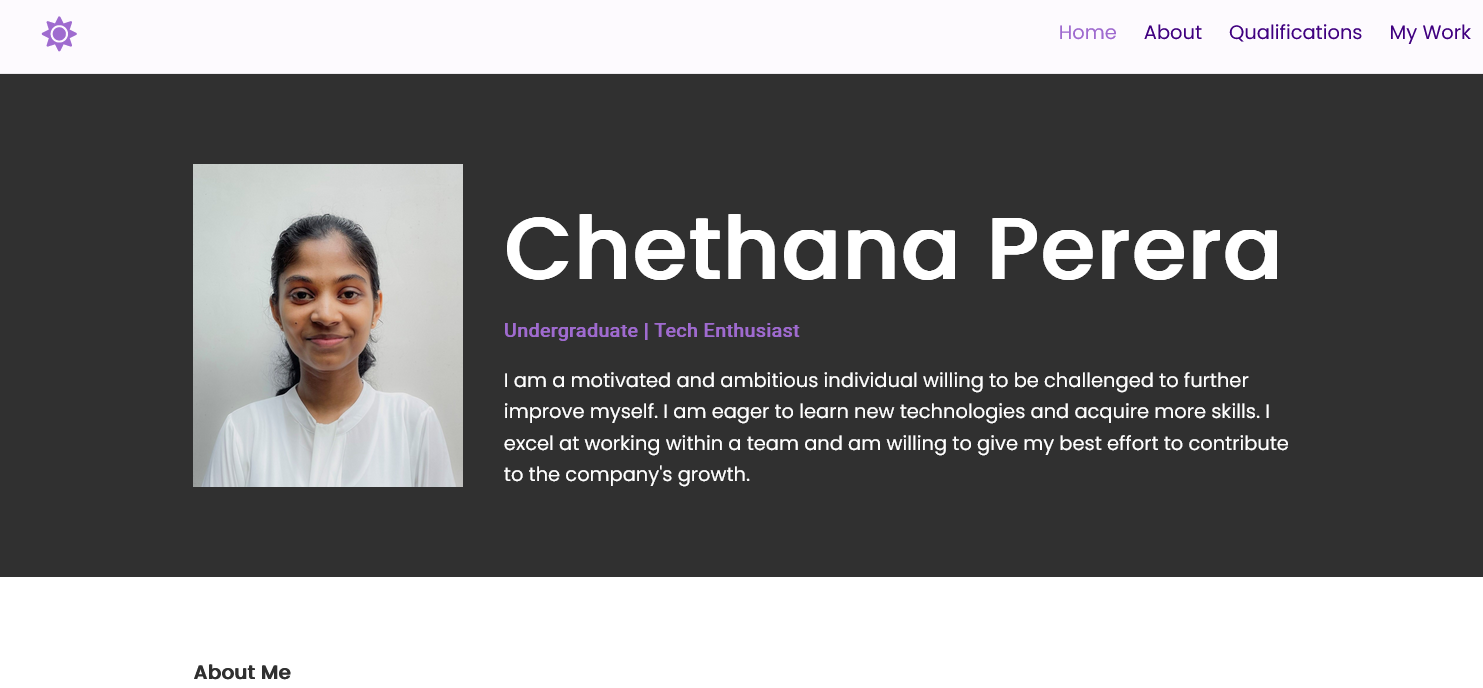 Home About Qualifications My Work
Chethana Perera
Undergraduate | Tech Enthusiast
I am a motivated and ambitious individual willing to be challenged to further
improve myself. I am eager to learn new technologies and acquire more skills. I
excel at working within a team and am willing to give my best effort to contribute
to the company's growth.
About Me